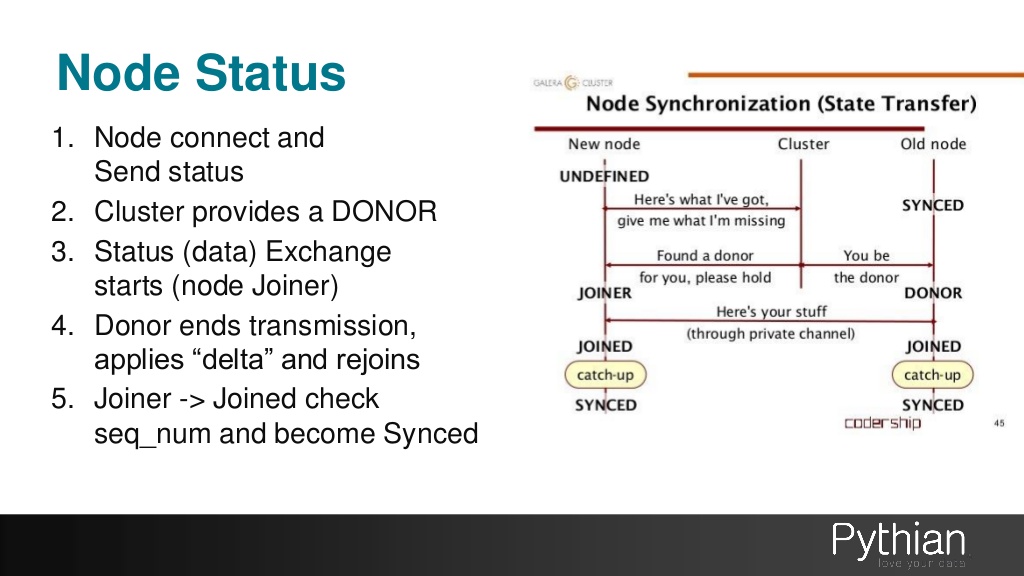 Node Status
1. Node connect and
Send status
2. Cluster provides a DONOR
3. Status (data) Exchange
starts (node Joiner)
4. Donor ends transmission,
applies “delta” and rejoins
5. Joiner -> Joined check
seq_num and become Synced
GALERA CLUSTER
Node Synchronization (State Transfer)
New node Cluster Old node
UNDEFINED
Here's what I've got,
SYNCED
give me what I'm missing
Found a donor You be
for you, please hold the donor
JOINER DONOR
Here's your stuff
(through private channel)
JOINED JOINED
catch-up catch-up
SYNCED SYNCED
codership
45
Pythian
love your data